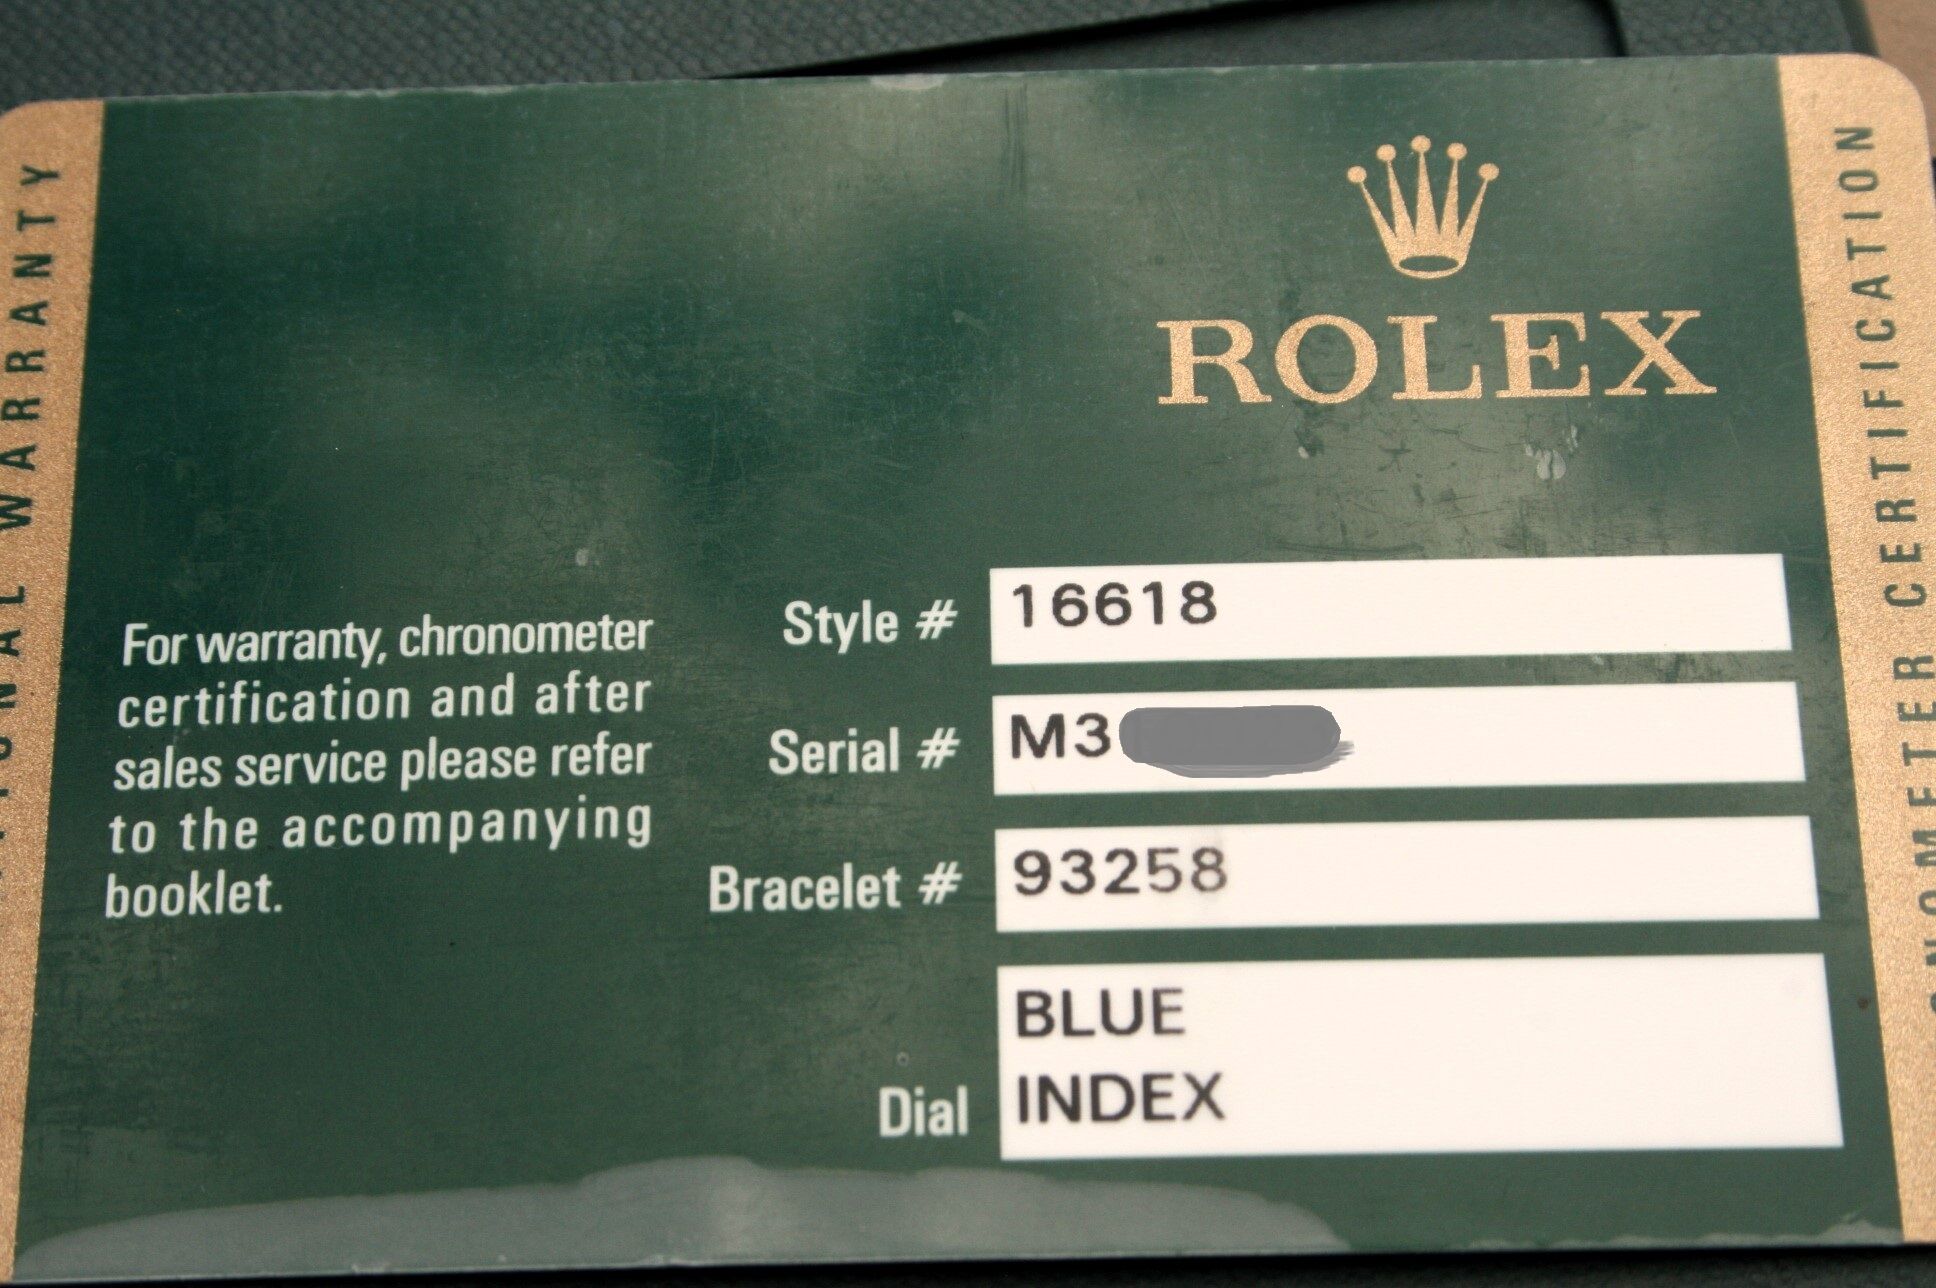 ROLEX
WARRANTY
CERTIFICATION
For warranty, chronometer
certification and after
sales service please refer
to the accompanying
booklet.
Style # 16618
Serial # M3
Bracelet # 93258
Dial BLUE
INDEX